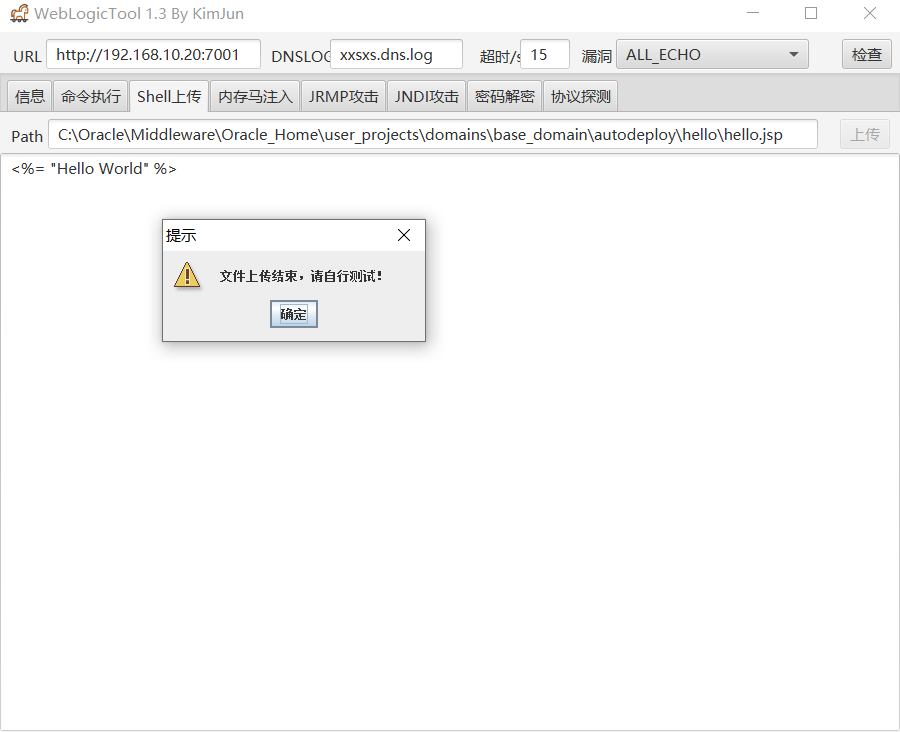 WebLogicTool 1.3 By KimJun
URL http://192.168.10.20:7001 DNSLOG xxsxs.dns.log 超时/s 15 漏洞 ALL_ECHO 检查
信息 命令执行 Shell上传 内存马注入 JRMP攻击 JNDI攻击 密码解密 协议探测
Path C:\Oracle\Middleware\Oracle_Home\user_projects\domains\base_domain\autodeploy\hello\hello.jsp 上传
<%= "Hello World" %>
提示
文件上传结束，请自行测试！
确定